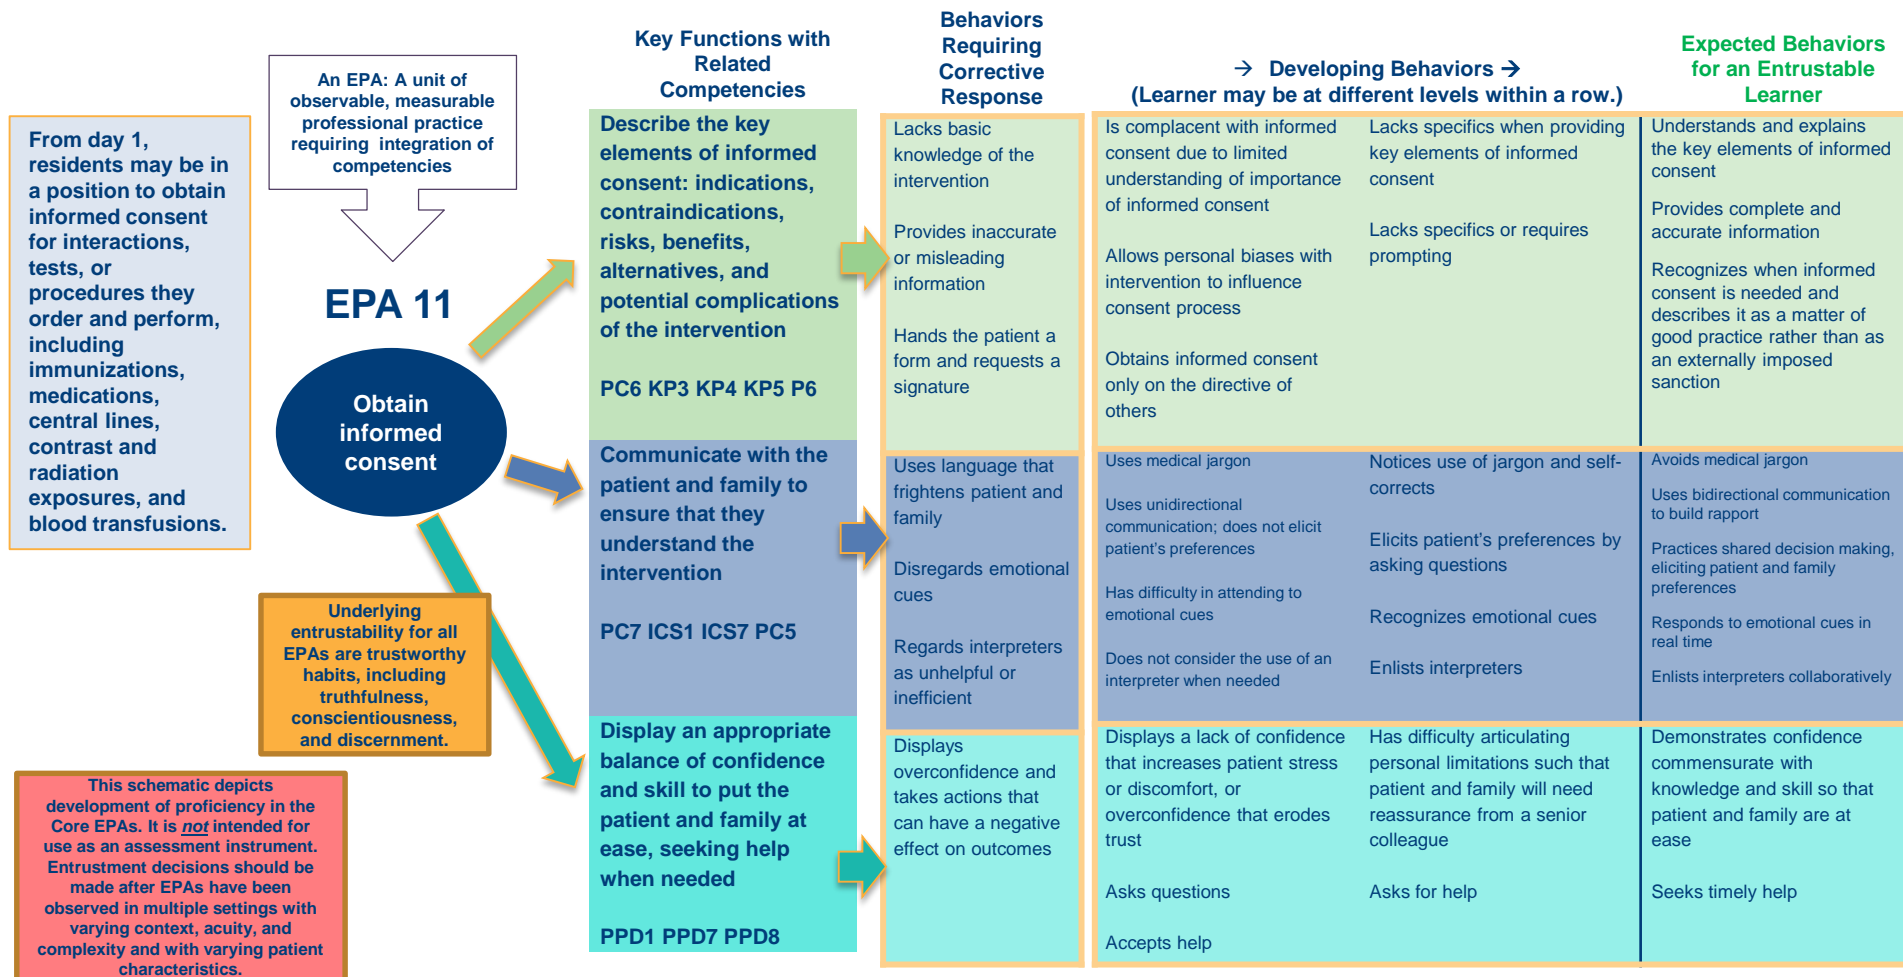 From day 1,
residents may be in
a position to obtain
informed consent
for interactions,
tests, or
procedures they
order and perform,
including
immunizations,
medications,
central lines,
contrast and
radiation
exposures, and
blood transfusions.
An EPA: A unit of
observable, measurable
professional practice
requiring integration of
competencies
EPA 11
Obtain
informed
consent
Underlying
entrustability for all
EPAs are trustworthy
habits, including
truthfulness,
conscientiousness,
and discernment.
This schematic depicts
development of proficiency in the
Core EPAs. It is not intended for
use as an assessment instrument.
Entrustment decisions should be
made after EPAs have been
observed in multiple settings with
varying context, acuity, and
complexity and with varying patient
characteristics.
Key Functions with
Related
Competencies
Behaviors
Requiring
Corrective
Response
→ Developing Behaviors →
(Learner may be at different levels within a row.)
Expected Behaviors
for an Entrustable
Learner
Describe the key
elements of informed
consent: indications,
contraindications,
risks, benefits,
alternatives, and
potential complications
of the intervention
PC6 KP3 KP4 KP5 P6
Lacks basic
knowledge of the
intervention
Provides inaccurate
or misleading
information
Hands the patient a
form and requests a
signature
Is complacent with informed
consent due to limited
understanding of importance
of informed consent
Allows personal biases with
intervention to influence
consent process
Obtains informed consent
only on the directive of
others
Lacks specifics when providing
key elements of informed
consent
Lacks specifics or requires
prompting
Understands and explains
the key elements of informed
consent
Provides complete and
accurate information
Recognizes when informed
consent is needed and
describes it as a matter of
good practice rather than as
an externally imposed
sanction
Communicate with the
patient and family to
ensure that they
understand the
intervention
PC7 ICS1 ICS7 PC5
Uses language that
frightens patient and
family
Disregards emotional
cues
Regards interpreters
as unhelpful or
inefficient
Uses medical jargon
Uses unidirectional
communication; does not elicit
patient's preferences
Has difficulty in attending to
emotional cues
Does not consider the use of an
interpreter when needed
Notices use of jargon and self-
corrects
Elicits patient's preferences by
asking questions
Recognizes emotional cues
Enlists interpreters
Avoids medical jargon
Uses bidirectional communication
to build rapport
Practices shared decision making,
eliciting patient and family
preferences
Responds to emotional cues in
real time
Enlists interpreters collaboratively
Display an appropriate
balance of confidence
and skill to put the
patient and family at
ease, seeking help
when needed
PPD1 PPD7 PPD8
Displays
overconfidence and
takes actions that
can have a negative
effect on outcomes
Displays a lack of confidence
that increases patient stress
or discomfort, or
overconfidence that erodes
trust
Asks questions
Accepts help
Has difficulty articulating
personal limitations such that
patient and family will need
reassurance from a senior
colleague
Asks for help
Demonstrates confidence
commensurate with
knowledge and skill so that
patient and family are at
ease
Seeks timely help